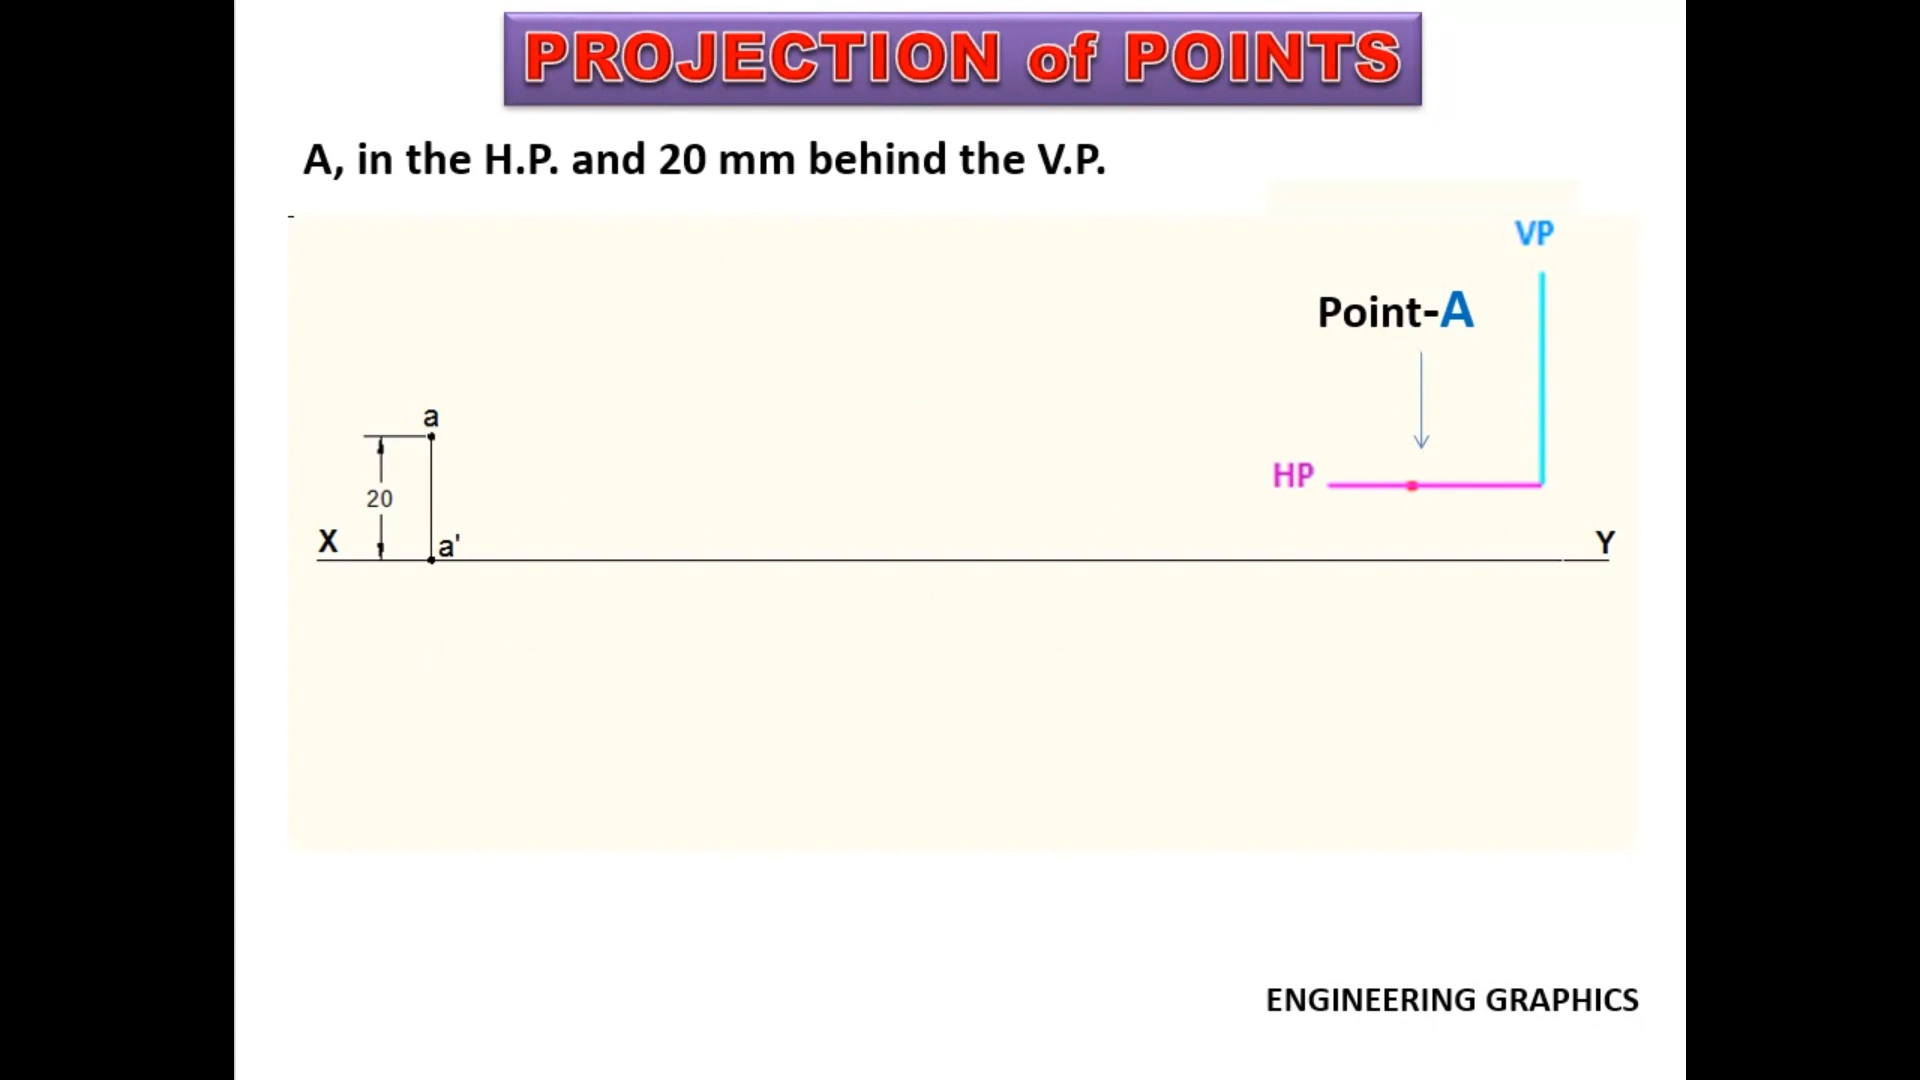 PROJECTION of POINTS
A, in the H.P. and 20 mm behind the V.P.
VP
Point-A
a
HP
20
X
a'
Y
ENGINEERING GRAPHICS